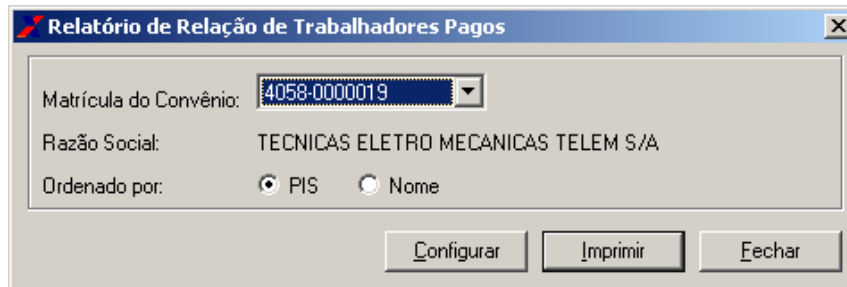 Relatório de Relação de Trabalhadores Pagos
Matrícula do Convênio: 4058-0000019
Razão Social: TECNICAS ELETRO MECANICAS TELEM S/A
Ordenado por: PIS Nome
Configurar Imprimir Fechar